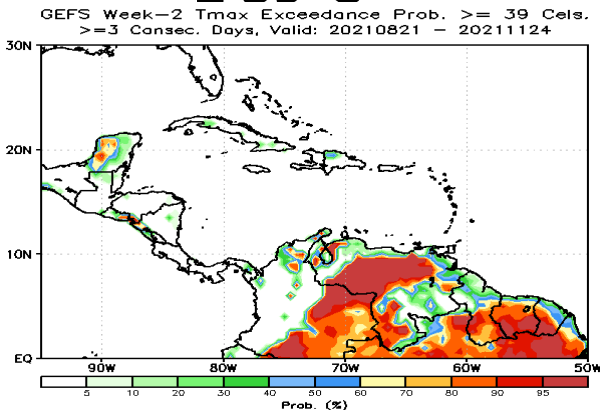 GEFS Week-2 Tmax Exceedance Prob. >= 39 Cels.
>=3 Cansec. Days, Valid: 20210821 - 20211124
30N
20N
10N
EQ
90W 80W 70W 60W 50W
5 10 20 30 40 50 60 70 80 90 95
Prob. (%)